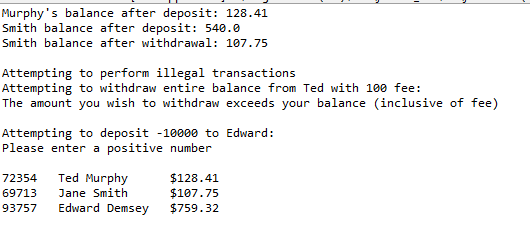 Murphy's balance after deposit: 128.41
Smith balance after deposit: 540.0
Smith balance after withdrawal: 107.75
Attempting to perform illegal transactions
Attempting to withdraw entire balance from Ted with 100 fee:
The amount you wish to withdraw exceeds your balance (inclusive of fee)
Attempting to deposit -10000 to Edward:
Please enter a positive number
72354 Ted Murphy $128.41
69713 Jane Smith $107.75
93757 Edward Demsey $759.32